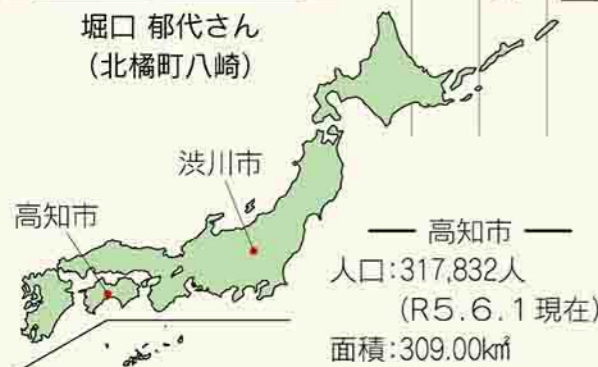 堀口 郁代さん
(北橘町八崎)
渋川市
高知市
高知市
人口:317,832人
(R5.6.1現在)
面積:309.00㎢